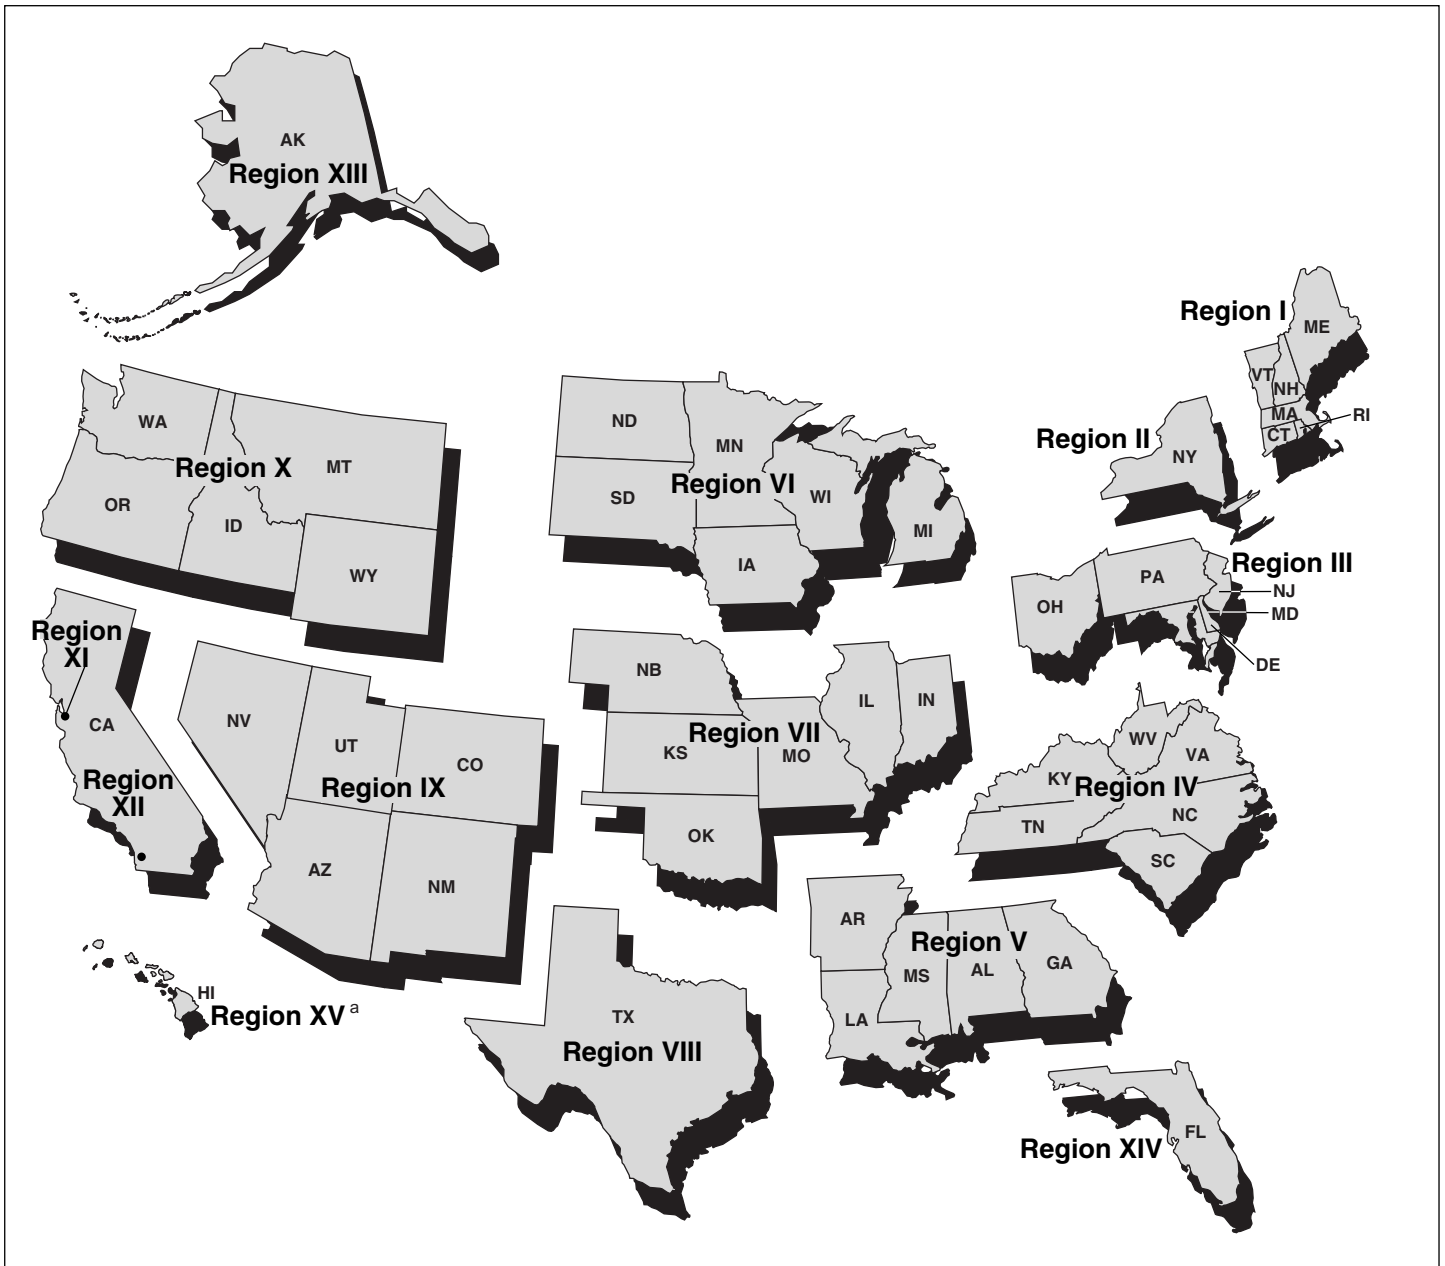 AK
Region XIII
Region I
ME
VT
NH
MA
RI
CT
WA
MT
Region X
OR
ID
WY
ND
MN
Region VI
SD
WI
MI
IA
Region II
NY
Region III
PA
NJ
OH
MD
DE
Region
XI
CA
Region
XII
NV
UT
CO
Region IX
AZ
NM
NB
IL
IN
Region VII
KS
MO
OK
WV
VA
KY
Region IV
NC
TN
SC
AR
Region V
MS
AL
GA
LA
HI
Region XV a
TX
Region VIII
FL
Region XIV